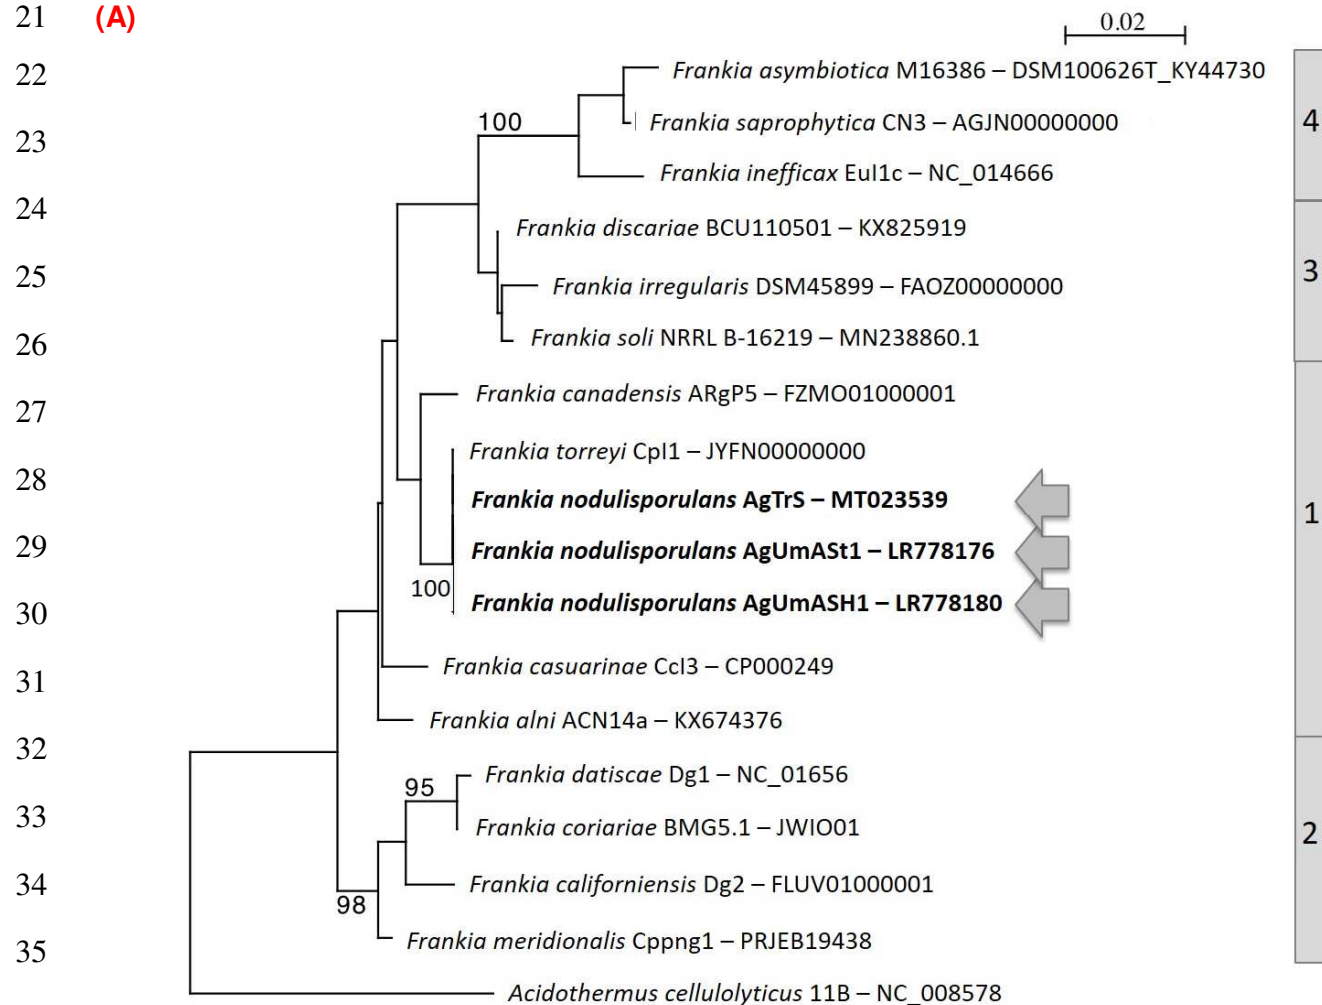 21 (A)
0.02
22 Frankia asymbiotica M16386 – DSM100626T_KY44730
Frankia saprophytica CN3 – AGJN00000000 4
23 100
Frankia inefficax EuI1c – NC_014666
24
Frankia discariae BCU110501 – KX825919
25 Frankia irregularis DSM45899 – FAOZ00000000 3
26 Frankia soli NRRL B-16219 – MN238860.1
27 Frankia canadensis ARgP5 – FZMO01000001
Frankia torreyi CpI1 – JYFN00000000
28 Frankia nodulisporulans AgTrS – MT023539 1
29 Frankia nodulisporulans AgUmASt1 – LR778176
100
30 Frankia nodulisporulans AgUmASH1 – LR778180
31 Frankia casuarinae CcI3 – CP000249
Frankia alni ACN14a – KX674376
32
Frankia datiscae Dg1 – NC_01656
95
33 Frankia coriariae BMG5.1 – JWIO01 2
34 Frankia californiensis Dg2 – FLUV01000001
98
35 Frankia meridionalis Cppng1 – PRJEB19438
Acidothermus cellulolyticus 11B – NC_008578